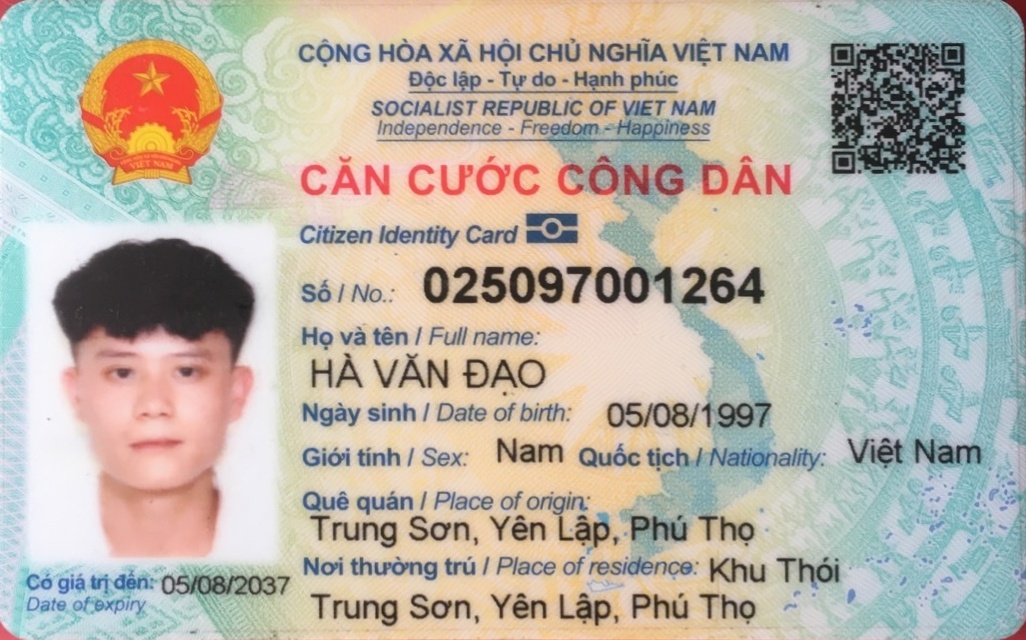 CỘNG HÒA XÃ HỘI CHỦ NGHĨA VIỆT NAM
Độc lập - Tự do - Hạnh phúc
SOCIALIST REPUBLIC OF VIET NAM
Independence - Freedom - Happiness
CĂN CƯỚC CÔNG DÂN
Citizen Identity Card
Số / No.: 025097001264
Họ và tên / Full name:
HÀ VĂN ĐẠO
Ngày sinh / Date of birth: 05/08/1997
Giới tính / Sex: Nam Quốc tịch / Nationality: Việt Nam
Quê quán / Place of origin:
Trung Sơn, Yên Lập, Phú Thọ
Nơi thường trú / Place of residence: Khu Thói
Trung Sơn, Yên Lập, Phú Thọ
Có giá trị đến: 05/08/2037
Date of expiry